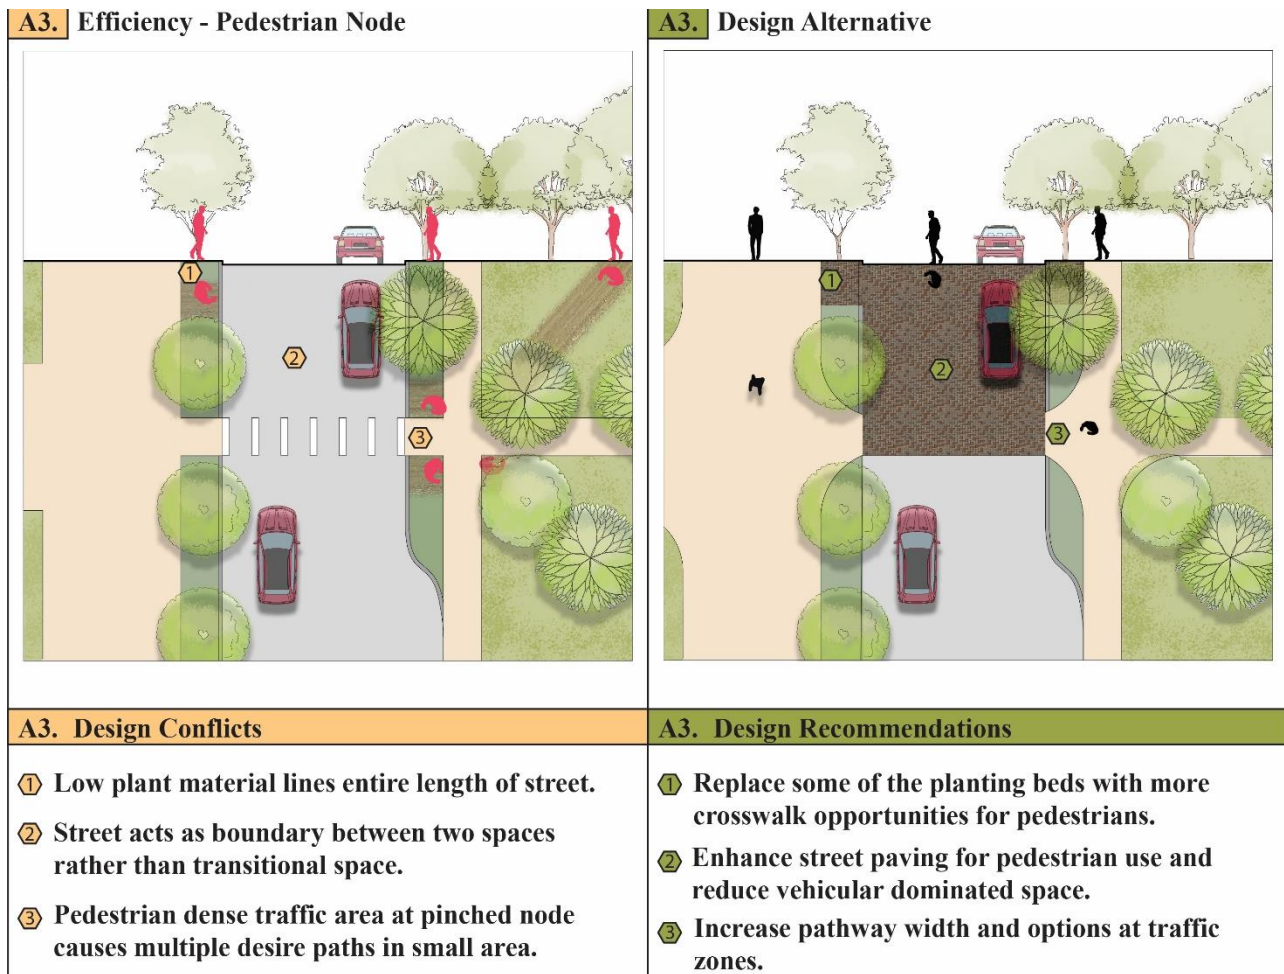 A3. Efficiency - Pedestrian Node
1
2
3
A3. Design Conflicts
1 Low plant material lines entire length of street.
2 Street acts as boundary between two spaces
rather than transitional space.
3 Pedestrian dense traffic area at pinched node
causes multiple desire paths in small area.
A3. Design Alternative
1
2
3
A3. Design Recommendations
1 Replace some of the planting beds with more
crosswalk opportunities for pedestrians.
2 Enhance street paving for pedestrian use and
reduce vehicular dominated space.
3 Increase pathway width and options at traffic
zones.